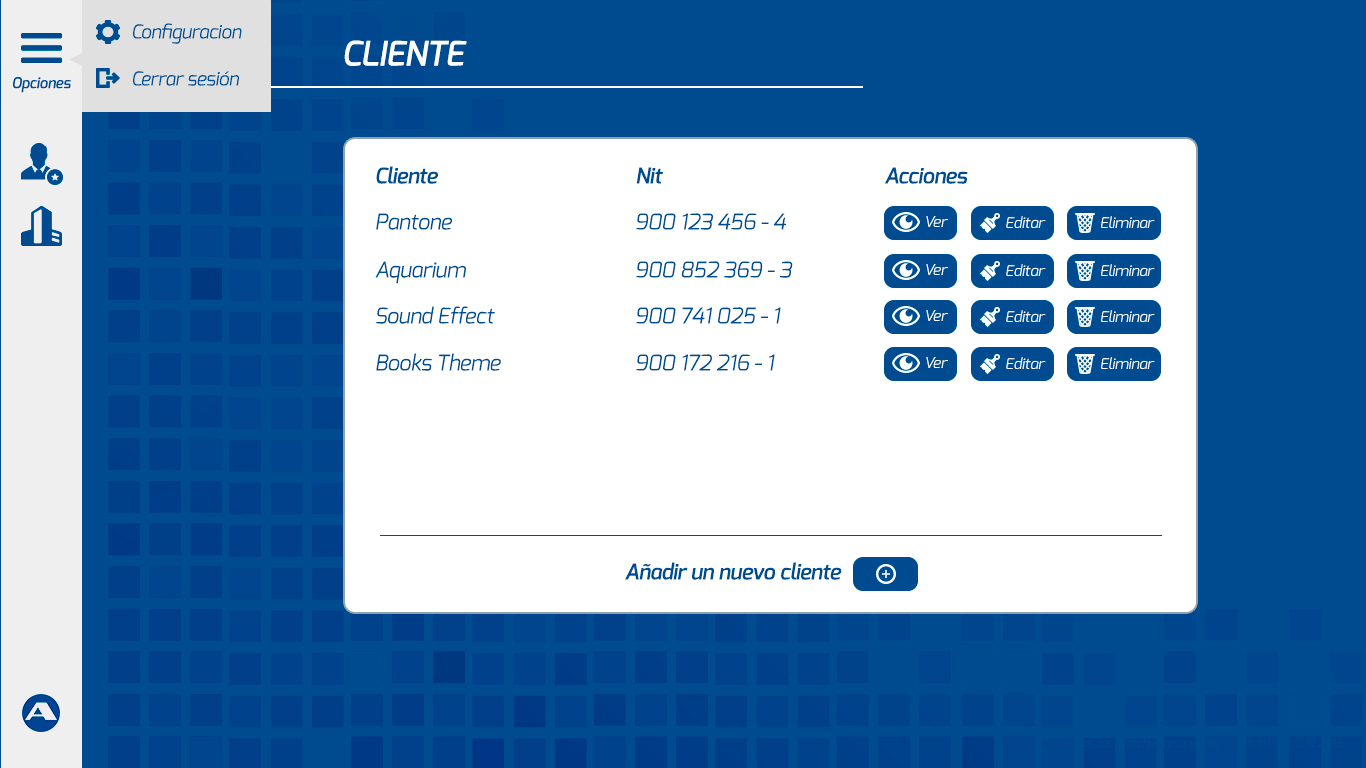 Configuracion
CLIENTE
Cerrar sesión
Opciones
Cliente Nit Acciones
Pantone 900 123 456 - 4 Ver Editar Eliminar
Aquarium 900 852 369 - 3 Ver Editar Eliminar
Sound Effect 900 741 025 - 1 Ver Editar Eliminar
Books Theme 900 172 216 - 1 Ver Editar Eliminar
Añadir un nuevo cliente